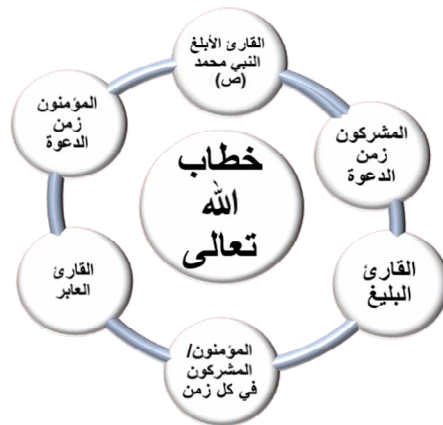 القارئ الأبلغ
النبي محمد
(ص)
المشركون
زمن
الدعوة
القارئ
البليغ
المؤمنون/
المشركون
في كل زمن
القارئ
العابر
المؤمنون
زمن
الدعوة
خطاب
الله
تعالى